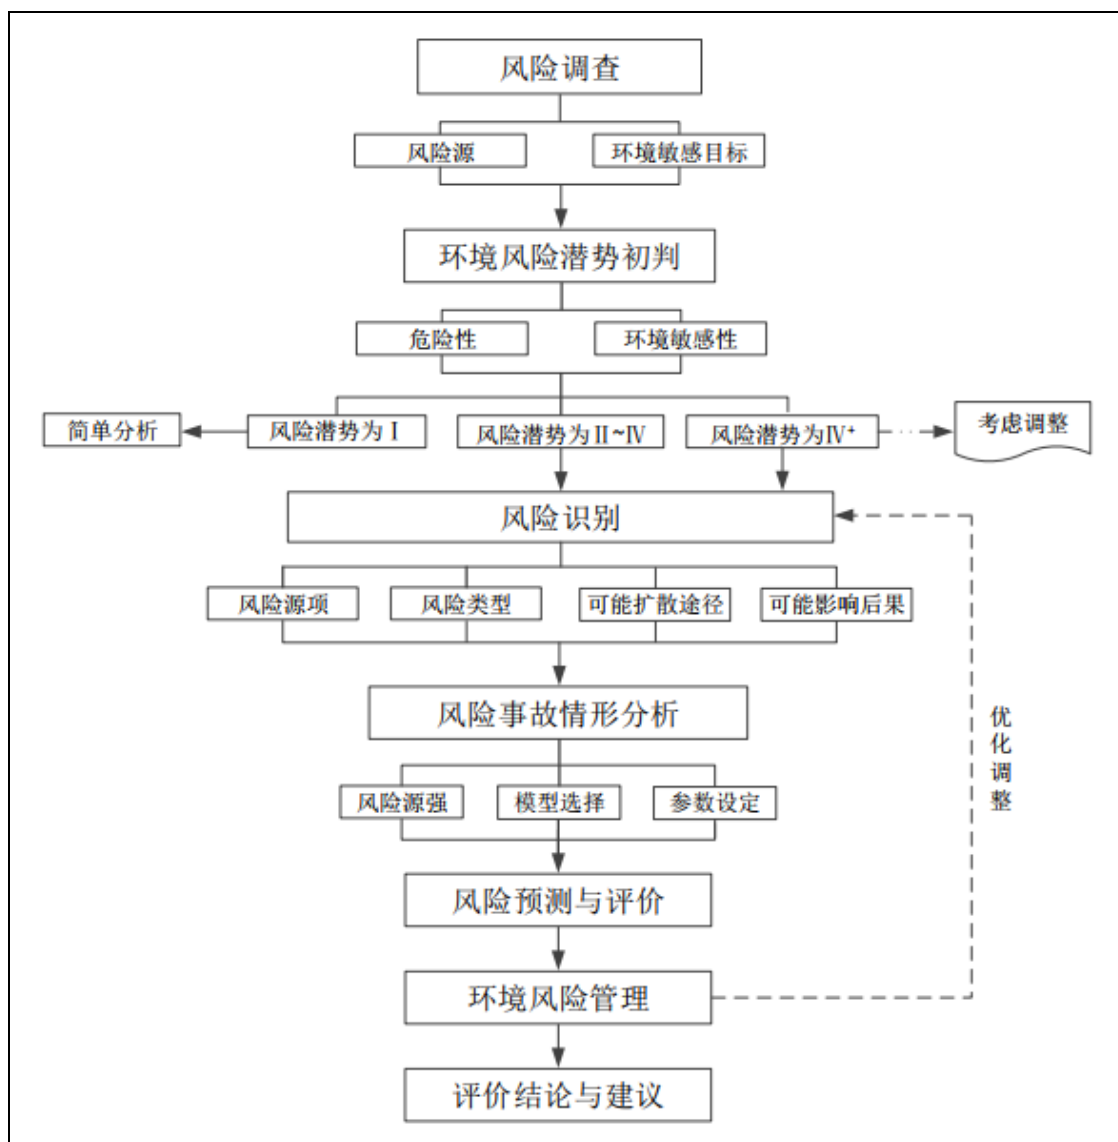 风险调查
风险源
环境敏感目标
环境风险潜势初判
危险性
环境敏感性
简单分析
风险潜势为Ⅰ
风险潜势为Ⅱ~Ⅳ
风险潜势为Ⅳ⁺
考虑调整
风险识别
风险源项
风险类型
可能扩散途径
可能影响后果
风险事故情形分析
优
化
调
整
风险源强
模型选择
参数设定
风险预测与评价
环境风险管理
评价结论与建议